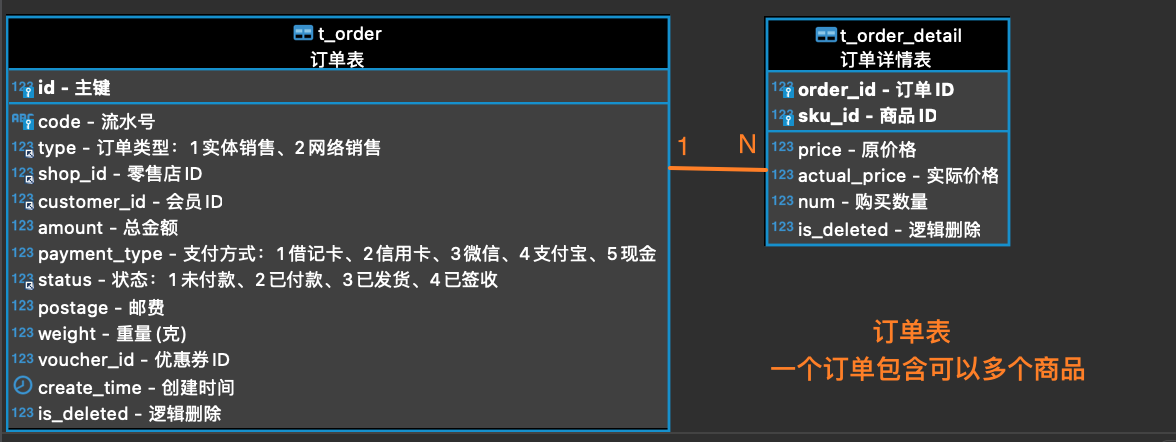 t_order
订单表
123 id - 主键
ABC code - 流水号
123 type - 订单类型：1实体销售、2网络销售
123 shop_id - 零售店ID
123 customer_id - 会员ID
123 amount - 总金额
123 payment_type - 支付方式：1借记卡、2信用卡、3微信、4支付宝、5现金
123 status - 状态：1未付款、2已付款、3已发货、4已签收
123 postage - 邮费
123 weight - 重量(克)
123 voucher_id - 优惠券ID
create_time - 创建时间
123 is_deleted - 逻辑删除
1
N
t_order_detail
订单详情表
123 order_id - 订单ID
123 sku_id - 商品ID
123 price - 原价格
123 actual_price - 实际价格
123 num - 购买数量
123 is_deleted - 逻辑删除
订单表
一个订单包含可以多个商品